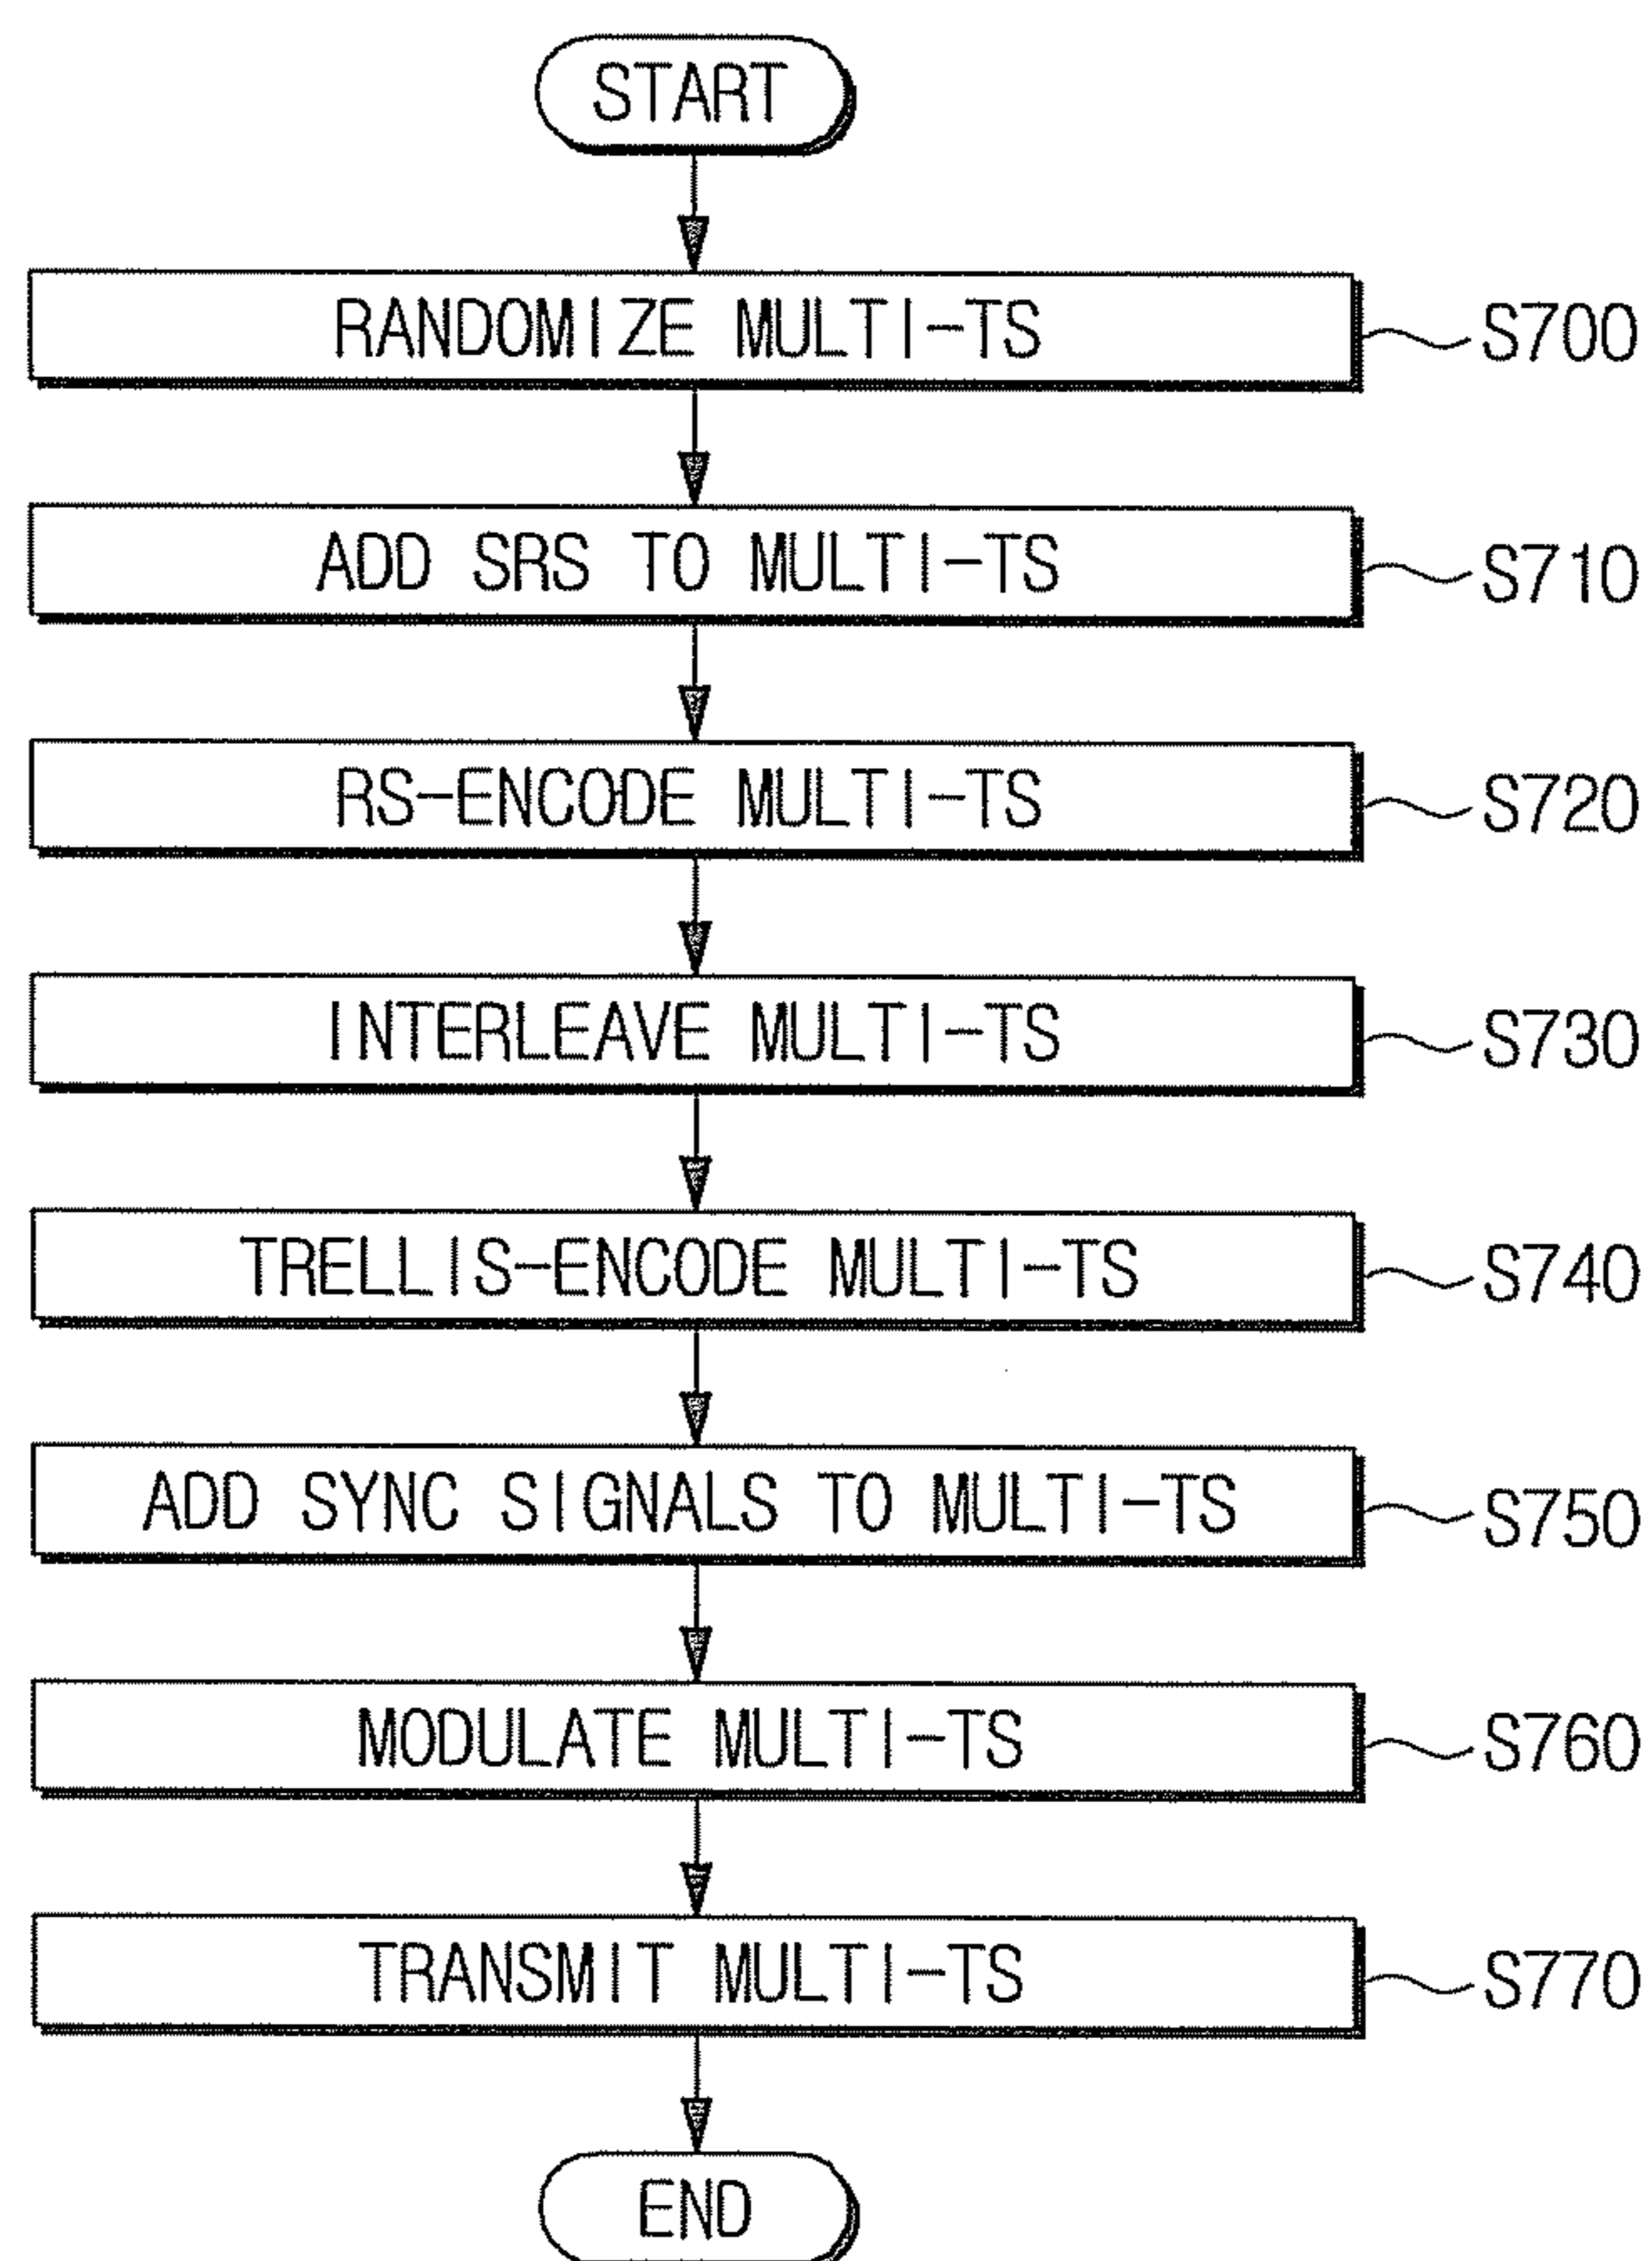 START
RANDOMIZE MULTI-TS
S700
ADD SRS TO MULTI-TS
S710
RS-ENCODE MULTI-TS
S720
INTERLEAVE MULTI-TS
S730
TRELLIS-ENCODE MULTI-TS
S740
ADD SYNC SIGNALS TO MULTI-TS
S750
MODULATE MULTI-TS
S760
TRANSMIT MULTI-TS
S770
END